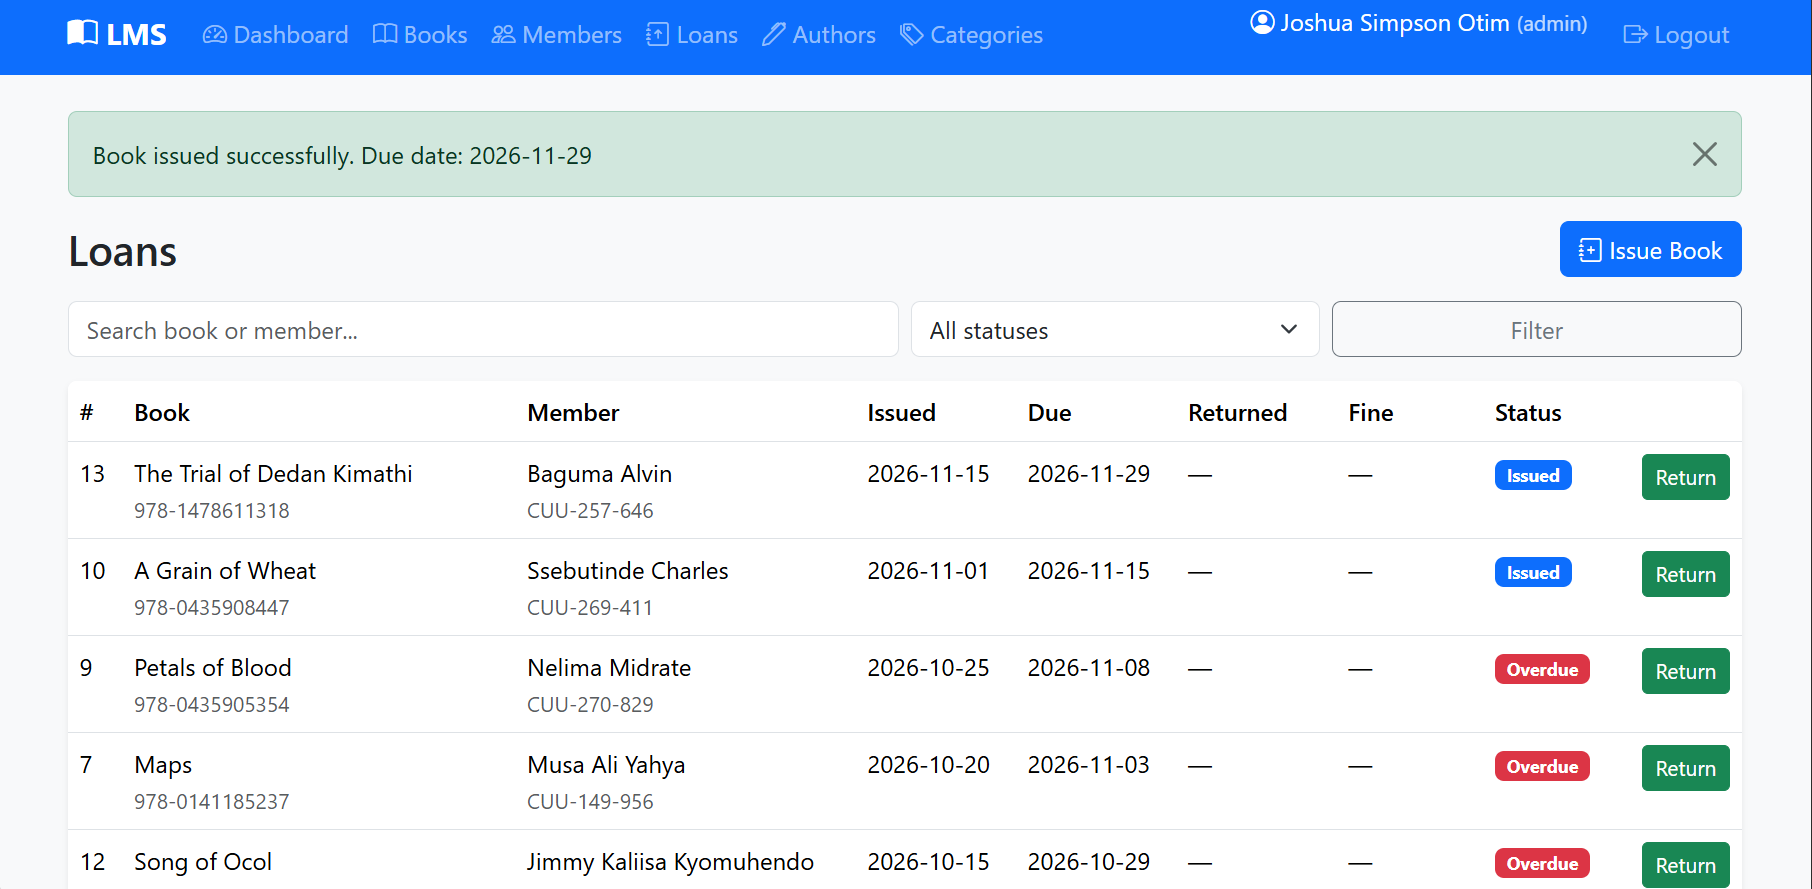 LMS Dashboard Books Members Loans Authors Categories Joshua Simpson Otim (admin) Logout
Book issued successfully. Due date: 2026-11-29
Loans
Issue Book
Search book or member... All statuses Filter
# Book Member Issued Due Returned Fine Status
13 The Trial of Dedan Kimathi Baguma Alvin 2026-11-15 2026-11-29 — — Issued Return
978-1478611318 CUU-257-646
10 A Grain of Wheat Ssebutinde Charles 2026-11-01 2026-11-15 — — Issued Return
978-0435908447 CUU-269-411
9 Petals of Blood Nelima Midrate 2026-10-25 2026-11-08 — — Overdue Return
978-0435905354 CUU-270-829
7 Maps Musa Ali Yahya 2026-10-20 2026-11-03 — — Overdue Return
978-0141185237 CUU-149-956
12 Song of Ocol Jimmy Kaliisa Kyomuhendo 2026-10-15 2026-10-29 — — Overdue Return